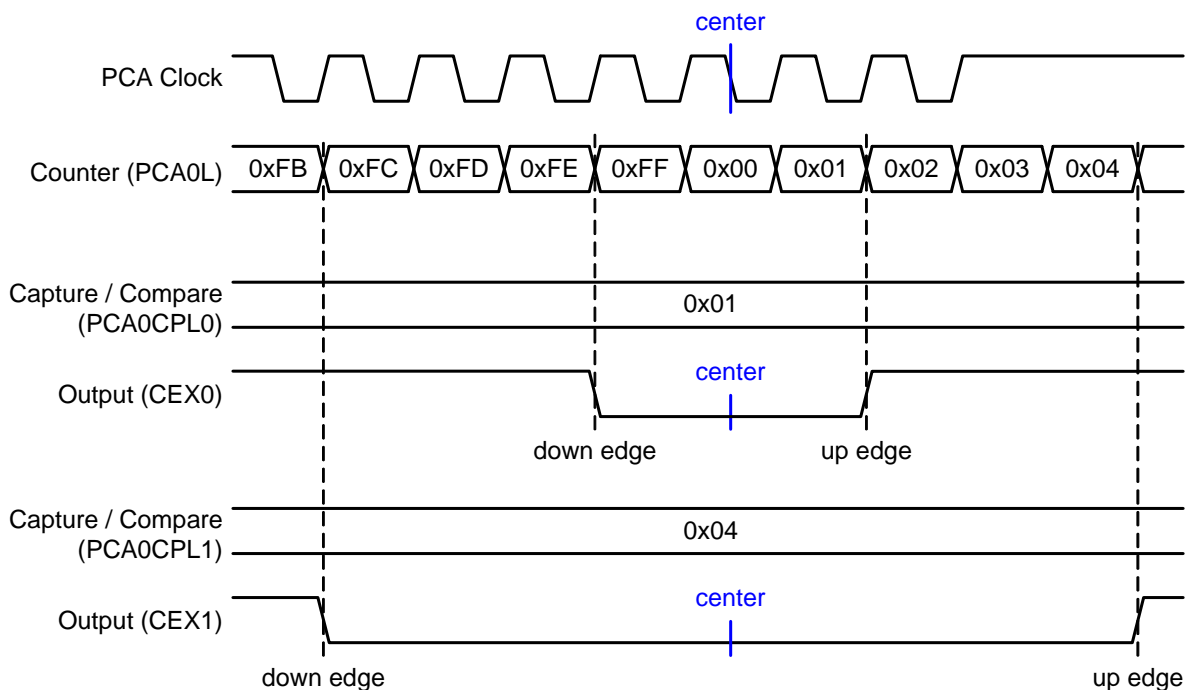 center
PCA Clock
Counter (PCA0L) 0xFB 0xFC 0xFD 0xFE 0xFF 0x00 0x01 0x02 0x03 0x04
Capture / Compare
(PCA0CPL0)
0x01
center
Output (CEX0)
down edge up edge
Capture / Compare
(PCA0CPL1)
0x04
center
Output (CEX1)
down edge up edge